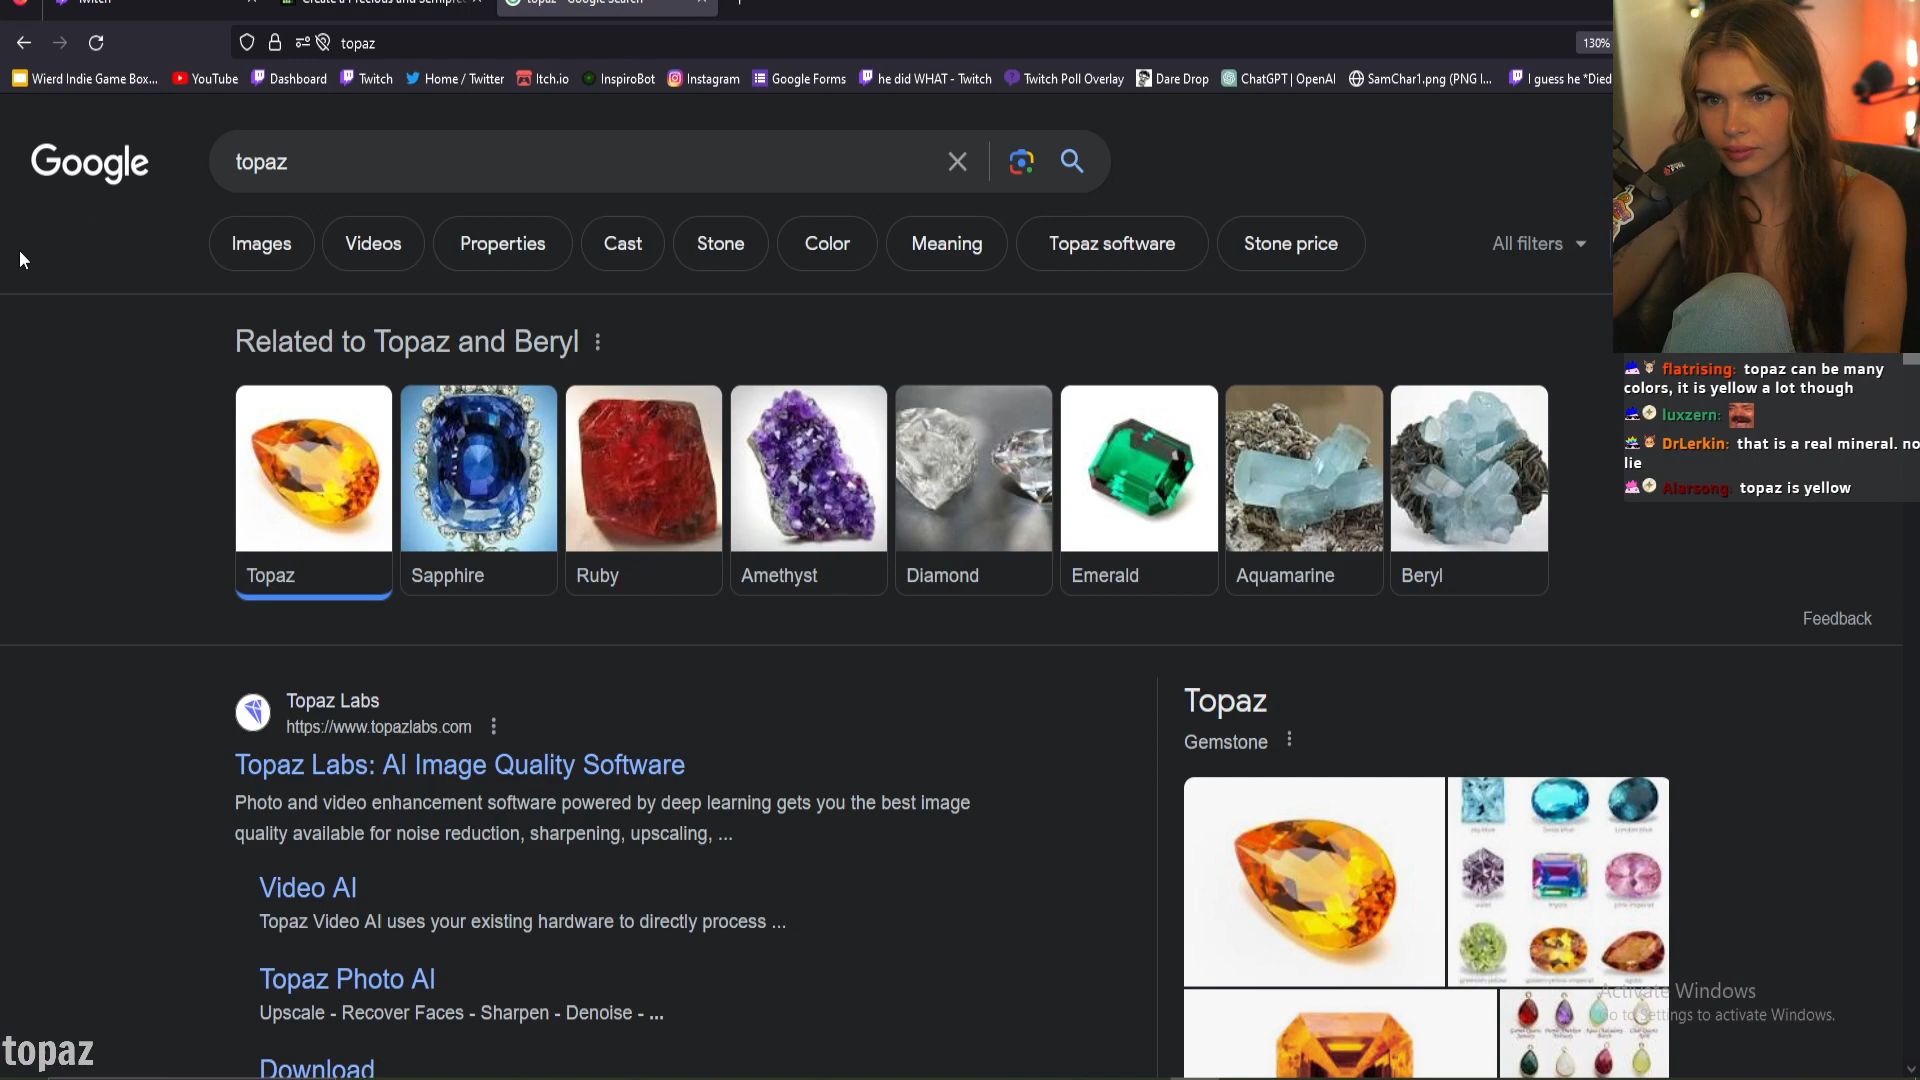 Twitch
topaz - Google Search
topaz
130%
Wierd Indie Game Box...
YouTube
Dashboard
Twitch
Home / Twitter
Itch.io
InspiroBot
Instagram
Google Forms
he did WHAT - Twitch
Twitch Poll Overlay
Dare Drop
ChatGPT | OpenAI
SamChar1.png (PNG I...
I guess he *Died
Google
topaz
Images
Videos
Properties
Cast
Stone
Color
Meaning
Topaz software
Stone price
All filters
flatrising: topaz can be many
colors, it is yellow a lot though
luxzern:
DrLerkin: that is a real mineral. no
lie
Alarsong: topaz is yellow
Related to Topaz and Beryl
Topaz
Sapphire
Ruby
Amethyst
Diamond
Emerald
Aquamarine
Beryl
Feedback
Topaz Labs
https://www.topazlabs.com
Topaz Labs: AI Image Quality Software
Photo and video enhancement software powered by deep learning gets you the best image
quality available for noise reduction, sharpening, upscaling, ...
Video AI
Topaz Video AI uses your existing hardware to directly process ...
Topaz Photo AI
Upscale - Recover Faces - Sharpen - Denoise - ...
Download
Topaz
Gemstone
Activate Windows
Go to Settings to activate Windows.
topaz